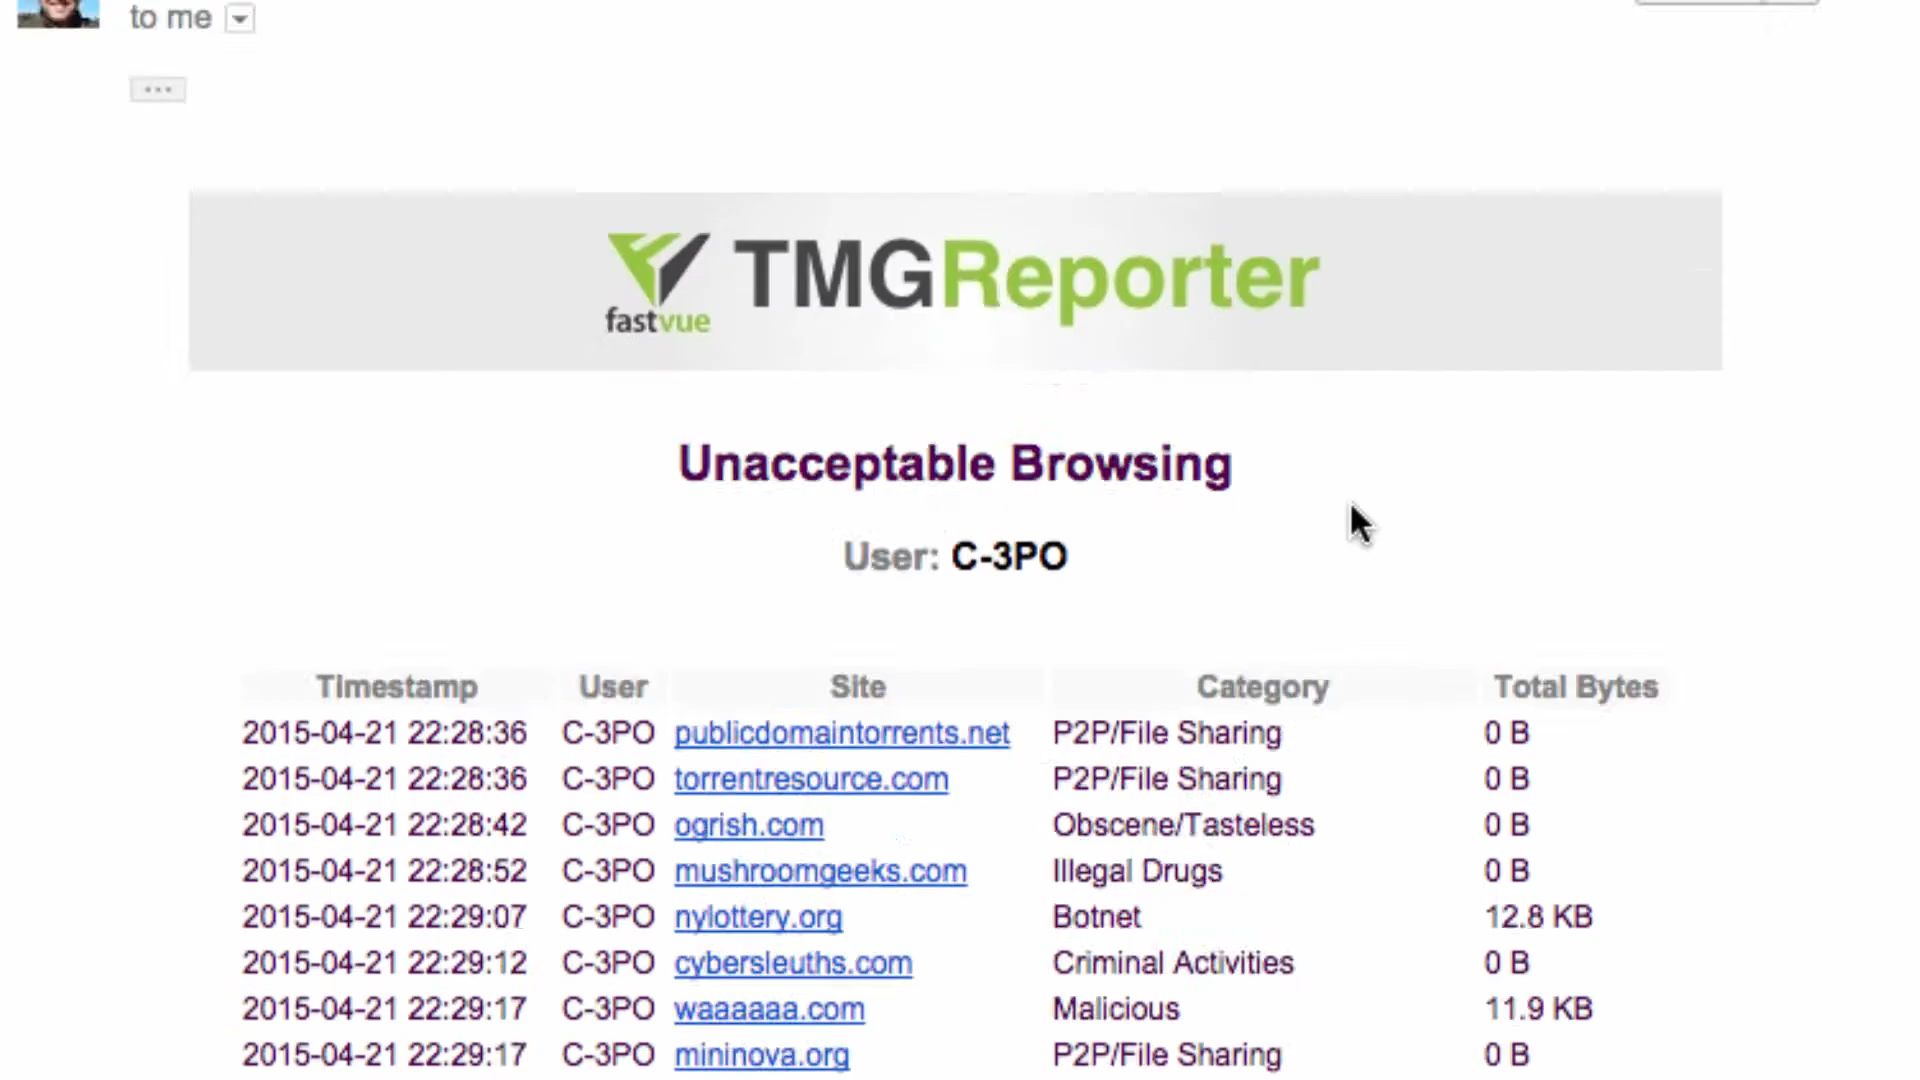 to me
fastvue TMGReporter
Unacceptable Browsing
User: C-3PO
Timestamp User Site Category Total Bytes
2015-04-21 22:28:36 C-3PO publicdomaintorrents.net P2P/File Sharing 0 B
2015-04-21 22:28:36 C-3PO torrentresource.com P2P/File Sharing 0 B
2015-04-21 22:28:42 C-3PO ogrish.com Obscene/Tasteless 0 B
2015-04-21 22:28:52 C-3PO mushroomgeeks.com Illegal Drugs 0 B
2015-04-21 22:29:07 C-3PO nylottery.org Botnet 12.8 KB
2015-04-21 22:29:12 C-3PO cybersleuths.com Criminal Activities 0 B
2015-04-21 22:29:17 C-3PO waaaaaa.com Malicious 11.9 KB
2015-04-21 22:29:17 C-3PO mininova.org P2P/File Sharing 0 B